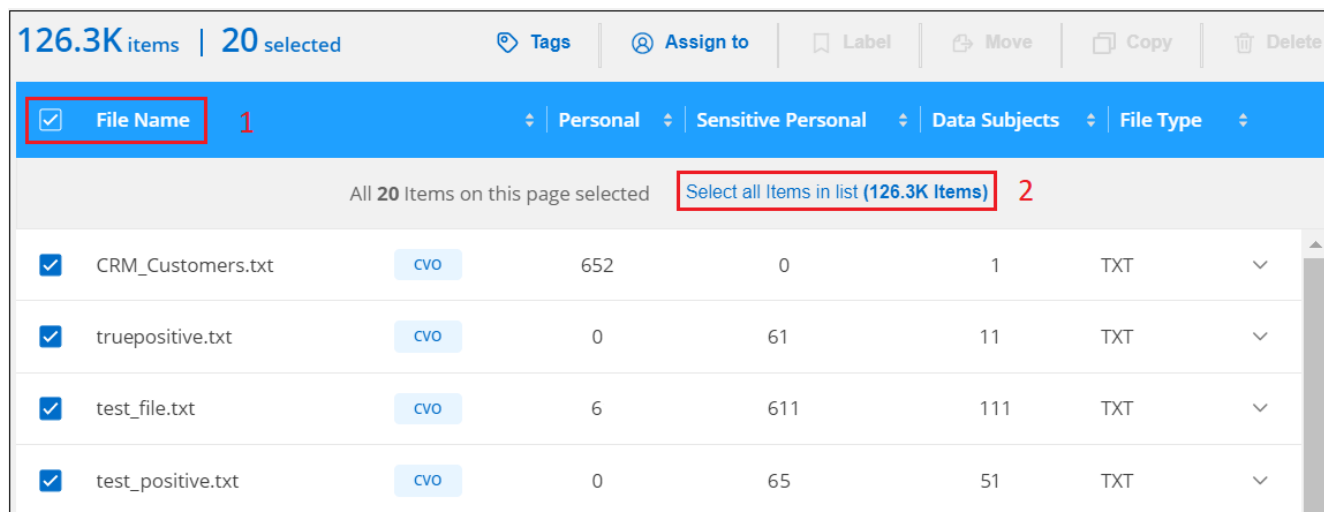 126.3K items | 20 selected Tags Assign to Label Move Copy Delete
File Name 1 Personal Sensitive Personal Data Subjects File Type
All 20 Items on this page selected Select all Items in list (126.3K Items) 2
CRM_Customers.txt CVO 652 0 1 TXT
truepositive.txt CVO 0 61 11 TXT
test_file.txt CVO 6 611 111 TXT
test_positive.txt CVO 0 65 51 TXT